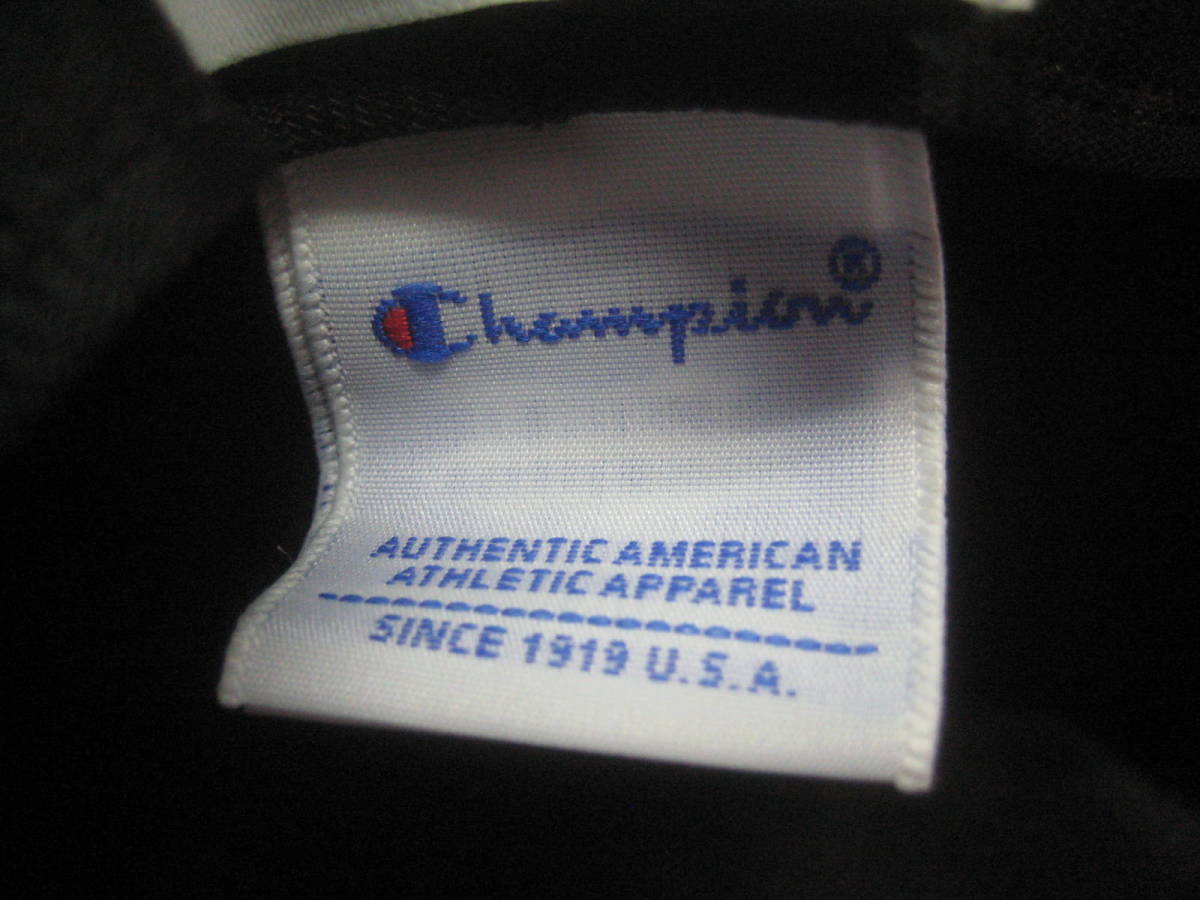 Champion®
AUTHENTIC AMERICAN
ATHLETIC APPAREL
SINCE 1919 U.S.A.